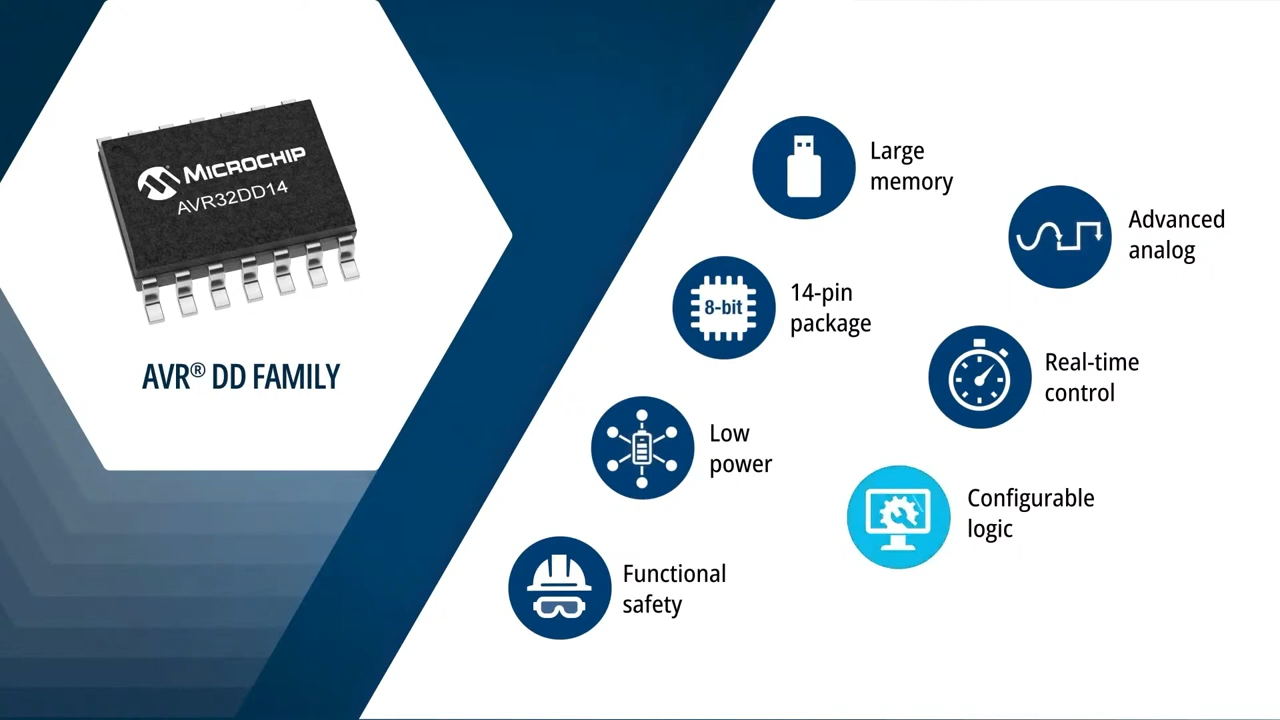 MICROCHIP
AVR32DD14
AVR® DD FAMILY
Large
memory
Advanced
analog
8-bit
14-pin
package
Real-time
control
Low
power
Configurable
logic
Functional
safety